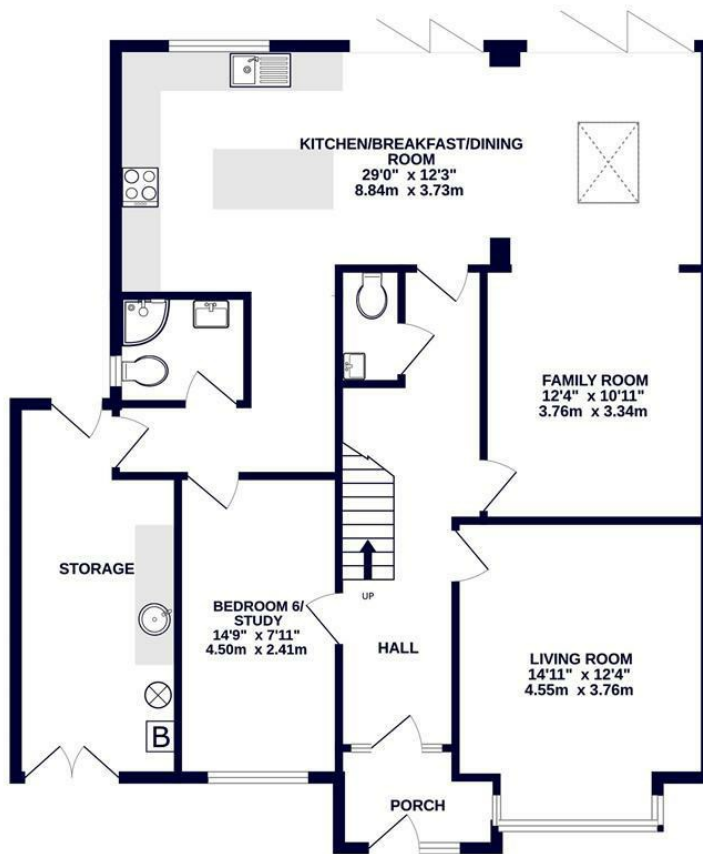 KITCHEN/BREAKFAST/DINING
ROOM
29'0" x 12'3"
8.84m x 3.73m
FAMILY ROOM
12'4" x 10'11"
3.76m x 3.34m
STORAGE
BEDROOM 6/
STUDY
14'9" x 7'11"
4.50m x 2.41m
UP
HALL
LIVING ROOM
14'11" x 12'4"
4.55m x 3.76m
B
PORCH